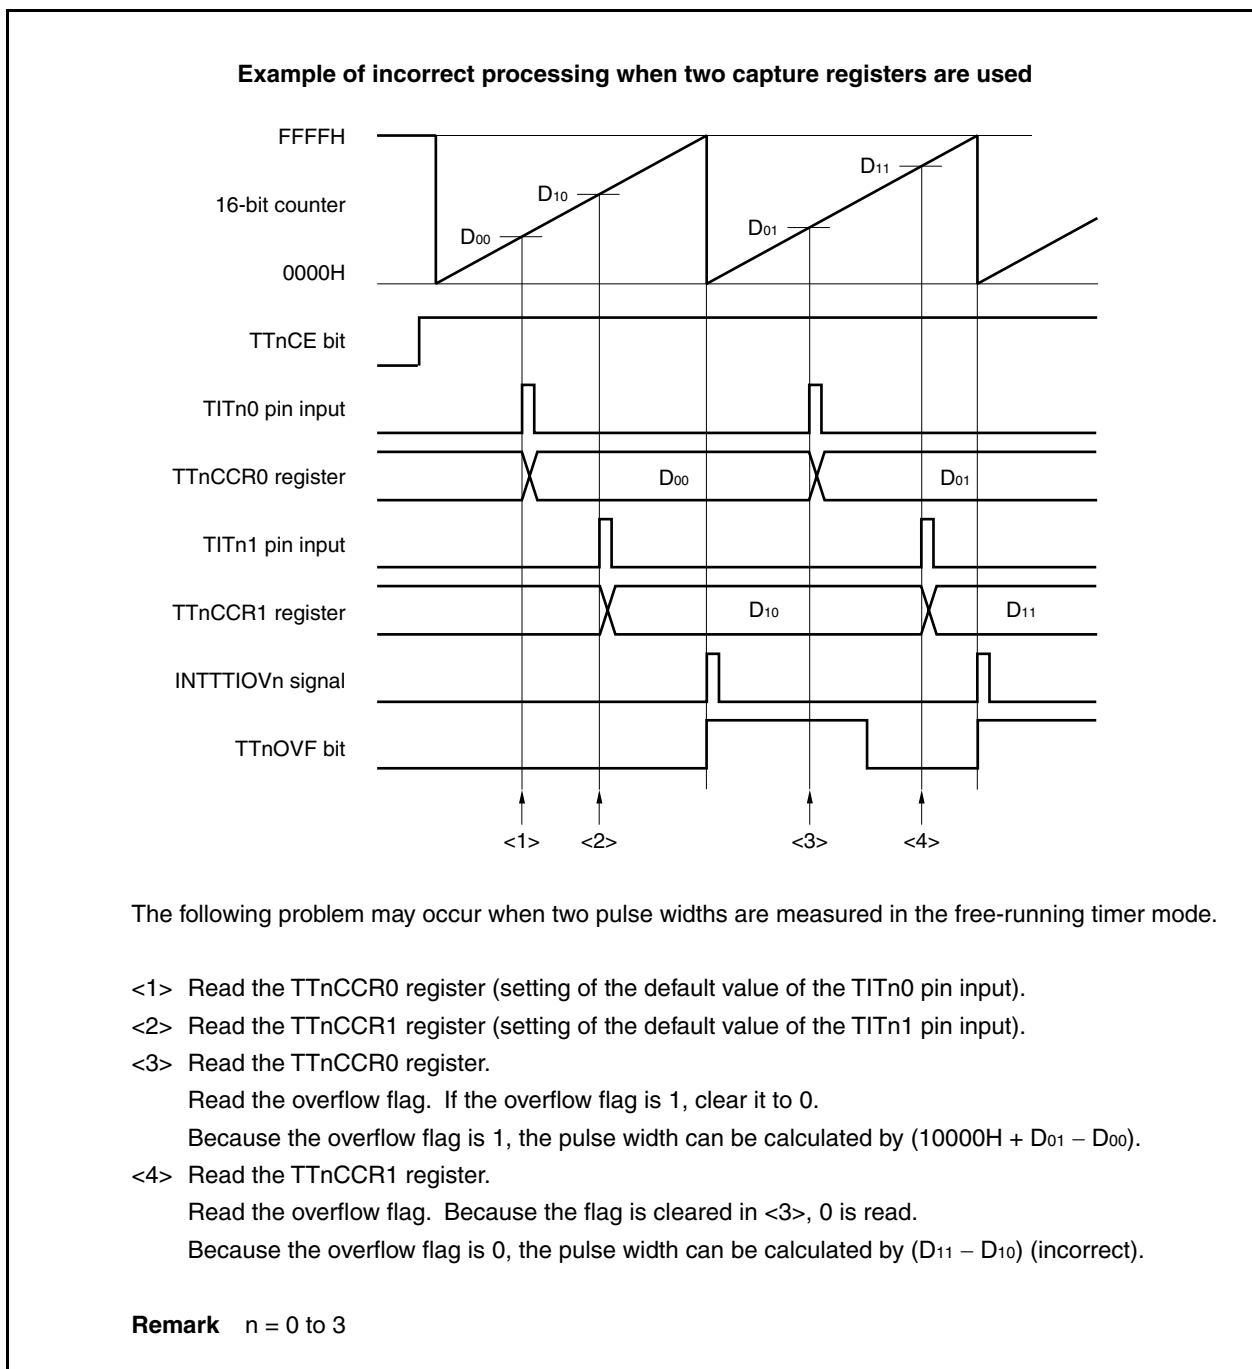 Example of incorrect processing when two capture registers are used
FFFFH
D11
D10
16-bit counter
D01
D00
0000H
TTnCE bit
TITn0 pin input
TTnCCR0 register
D00
D01
TITn1 pin input
TTnCCR1 register
D10
D11
INTTTIOVn signal
TTnOVF bit
<1> <2> <3> <4>
The following problem may occur when two pulse widths are measured in the free-running timer mode.
<1> Read the TTnCCR0 register (setting of the default value of the TITn0 pin input).
<2> Read the TTnCCR1 register (setting of the default value of the TITn1 pin input).
<3> Read the TTnCCR0 register.
Read the overflow flag. If the overflow flag is 1, clear it to 0.
Because the overflow flag is 1, the pulse width can be calculated by (10000H + D01 − D00).
<4> Read the TTnCCR1 register.
Read the overflow flag. Because the flag is cleared in <3>, 0 is read.
Because the overflow flag is 0, the pulse width can be calculated by (D11 − D10) (incorrect).
Remark n = 0 to 3